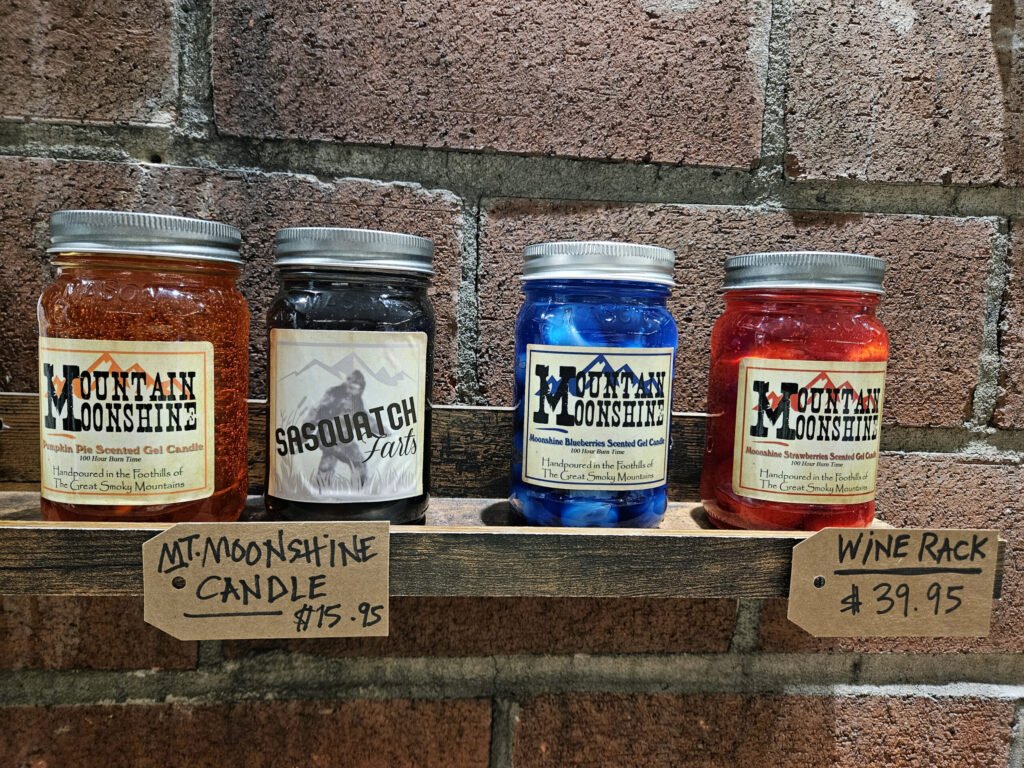 MOUNTAIN
MOONSHINE
Pumpkin Pie Scented Gel Candle
100 Hour Burn Time
Handpoured in the Foothills of
The Great Smoky Mountains
SASQUATCH
Farts
MOUNTAIN
MOONSHINE
Moonshine Blueberries Scented Gel Candle
100 Hour Burn Time
Handpoured in the Foothills of
The Great Smoky Mountains
MOUNTAIN
MOONSHINE
Moonshine Strawberries Scented Gel Candle
100 Hour Burn Time
Handpoured in the Foothills of
The Great Smoky Mountains
MT. MOONSHINE
CANDLE
$15.95
WINE RACK
$39.95